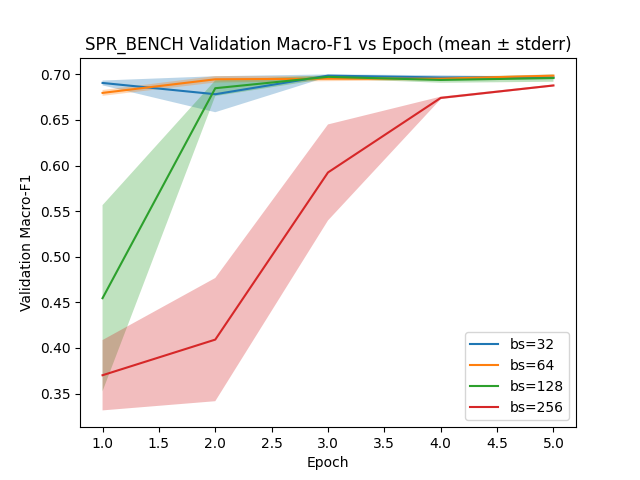 SPR_BENCH Validation Macro-F1 vs Epoch (mean ± stderr)
Validation Macro-F1
0.70
0.65
0.60
0.55
0.50
0.45
0.40
0.35
bs=32
bs=64
bs=128
bs=256
1.0 1.5 2.0 2.5 3.0 3.5 4.0 4.5 5.0
Epoch